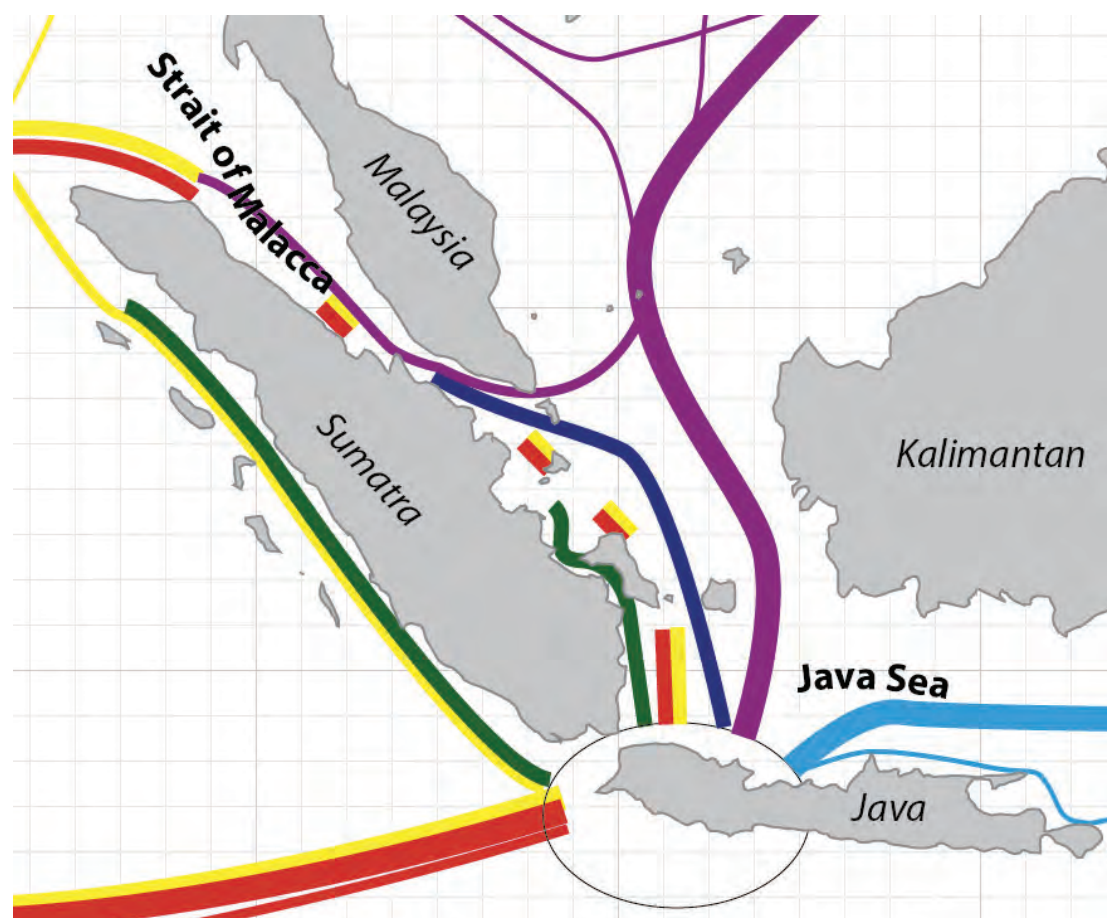 Strait of Malacca
Malaysia
Sumatra
Kalimantan
Java Sea
Java